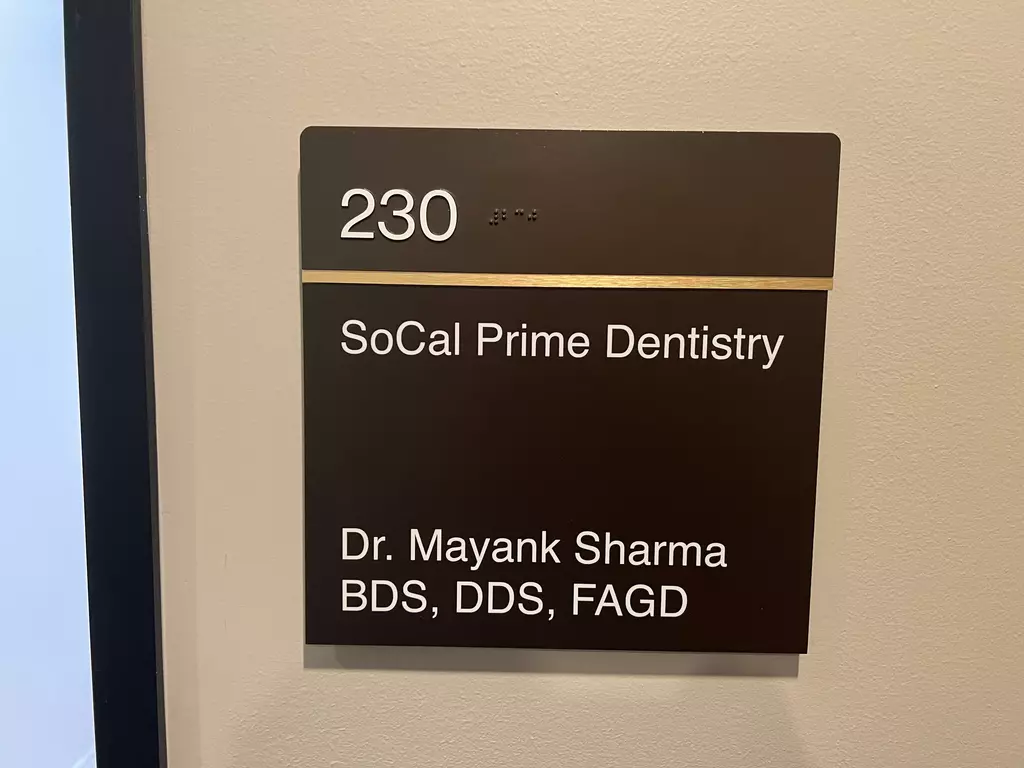 230
SoCal Prime Dentistry
Dr. Mayank Sharma
BDS, DDS, FAGD